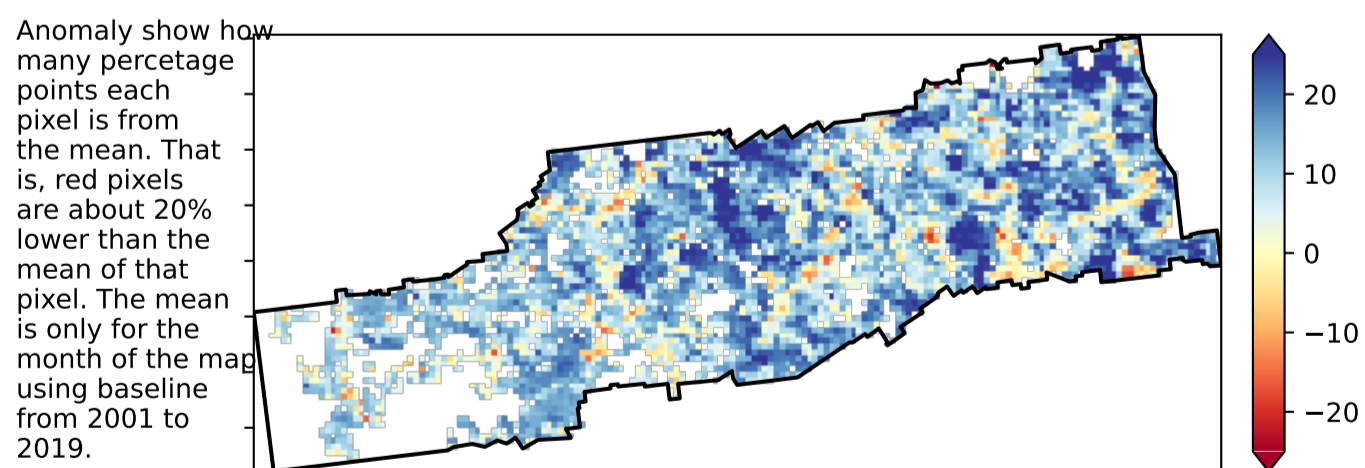 Anomaly show how
many percetage
points each
pixel is from
the mean. That
is, red pixels
are about 20%
lower than the
mean of that
pixel. The mean
is only for the
month of the map
using baseline
from 2001 to
2019.
20
10
0
−10
−20